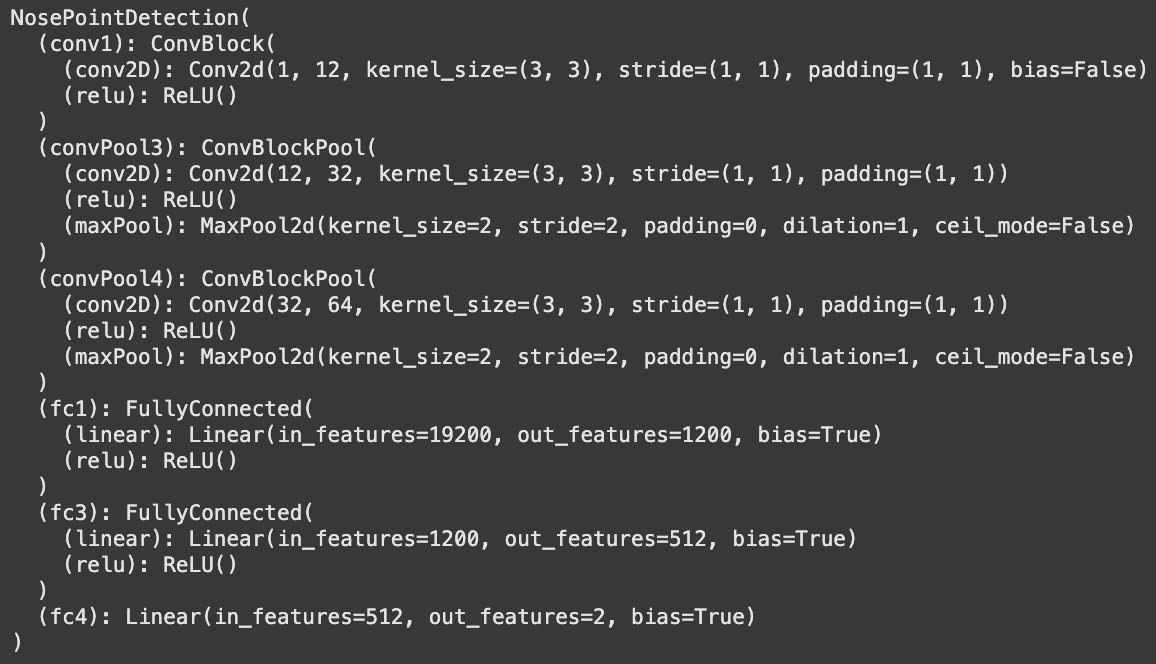 NosePointDetection(
  (conv1): ConvBlock(
    (conv2D): Conv2d(1, 12, kernel_size=(3, 3), stride=(1, 1), padding=(1, 1), bias=False)
    (relu): ReLU()
  )
  (convPool3): ConvBlockPool(
    (conv2D): Conv2d(12, 32, kernel_size=(3, 3), stride=(1, 1), padding=(1, 1))
    (relu): ReLU()
    (maxPool): MaxPool2d(kernel_size=2, stride=2, padding=0, dilation=1, ceil_mode=False)
  )
  (convPool4): ConvBlockPool(
    (conv2D): Conv2d(32, 64, kernel_size=(3, 3), stride=(1, 1), padding=(1, 1))
    (relu): ReLU()
    (maxPool): MaxPool2d(kernel_size=2, stride=2, padding=0, dilation=1, ceil_mode=False)
  )
  (fc1): FullyConnected(
    (linear): Linear(in_features=19200, out_features=1200, bias=True)
    (relu): ReLU()
  )
  (fc3): FullyConnected(
    (linear): Linear(in_features=1200, out_features=512, bias=True)
    (relu): ReLU()
  )
  (fc4): Linear(in_features=512, out_features=2, bias=True)
)